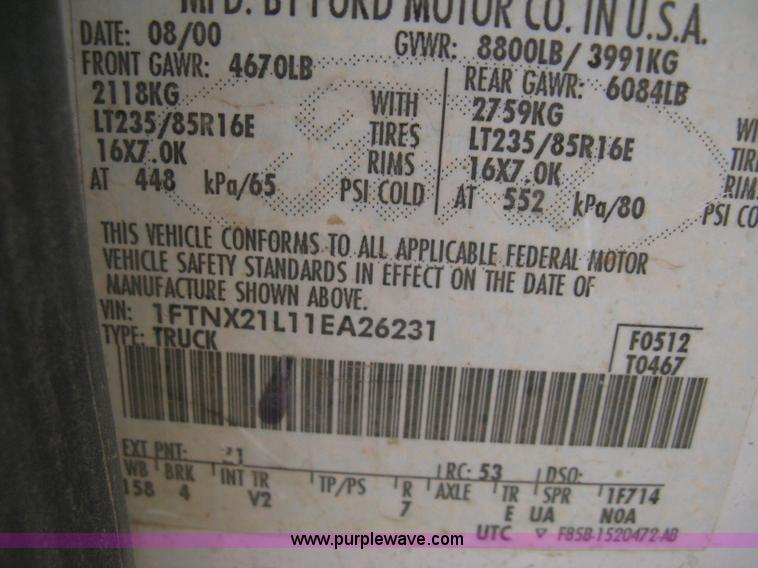 MFD. BY FORD MOTOR CO. IN U.S.A.
DATE: 08/00 GVWR: 8800LB/ 3991KG
FRONT GAWR: 4670LB REAR GAWR: 6084LB
2118KG WITH 2759KG
LT235/85R16E TIRES LT235/85R16E
16X7.0K RIMS 16X7.0K
AT 448 kPa/65 PSI COLD AT 552 kPa/80 PSI CO
THIS VEHICLE CONFORMS TO ALL APPLICABLE FEDERAL MOTOR
VEHICLE SAFETY STANDARDS IN EFFECT ON THE DATE OF
MANUFACTURE SHOWN ABOVE.
VIN: 1FTNX21L11EA26231
TYPE: TRUCK F0512
T0467
EXT PNT: RC: 53 DSO:
WB BRK INT TR TP/PS R AXLE TR SPR 1F714
158 4 V2 7 E UA N0A
UTC ▽ F85B-1520472-AB
www.purplewave.com